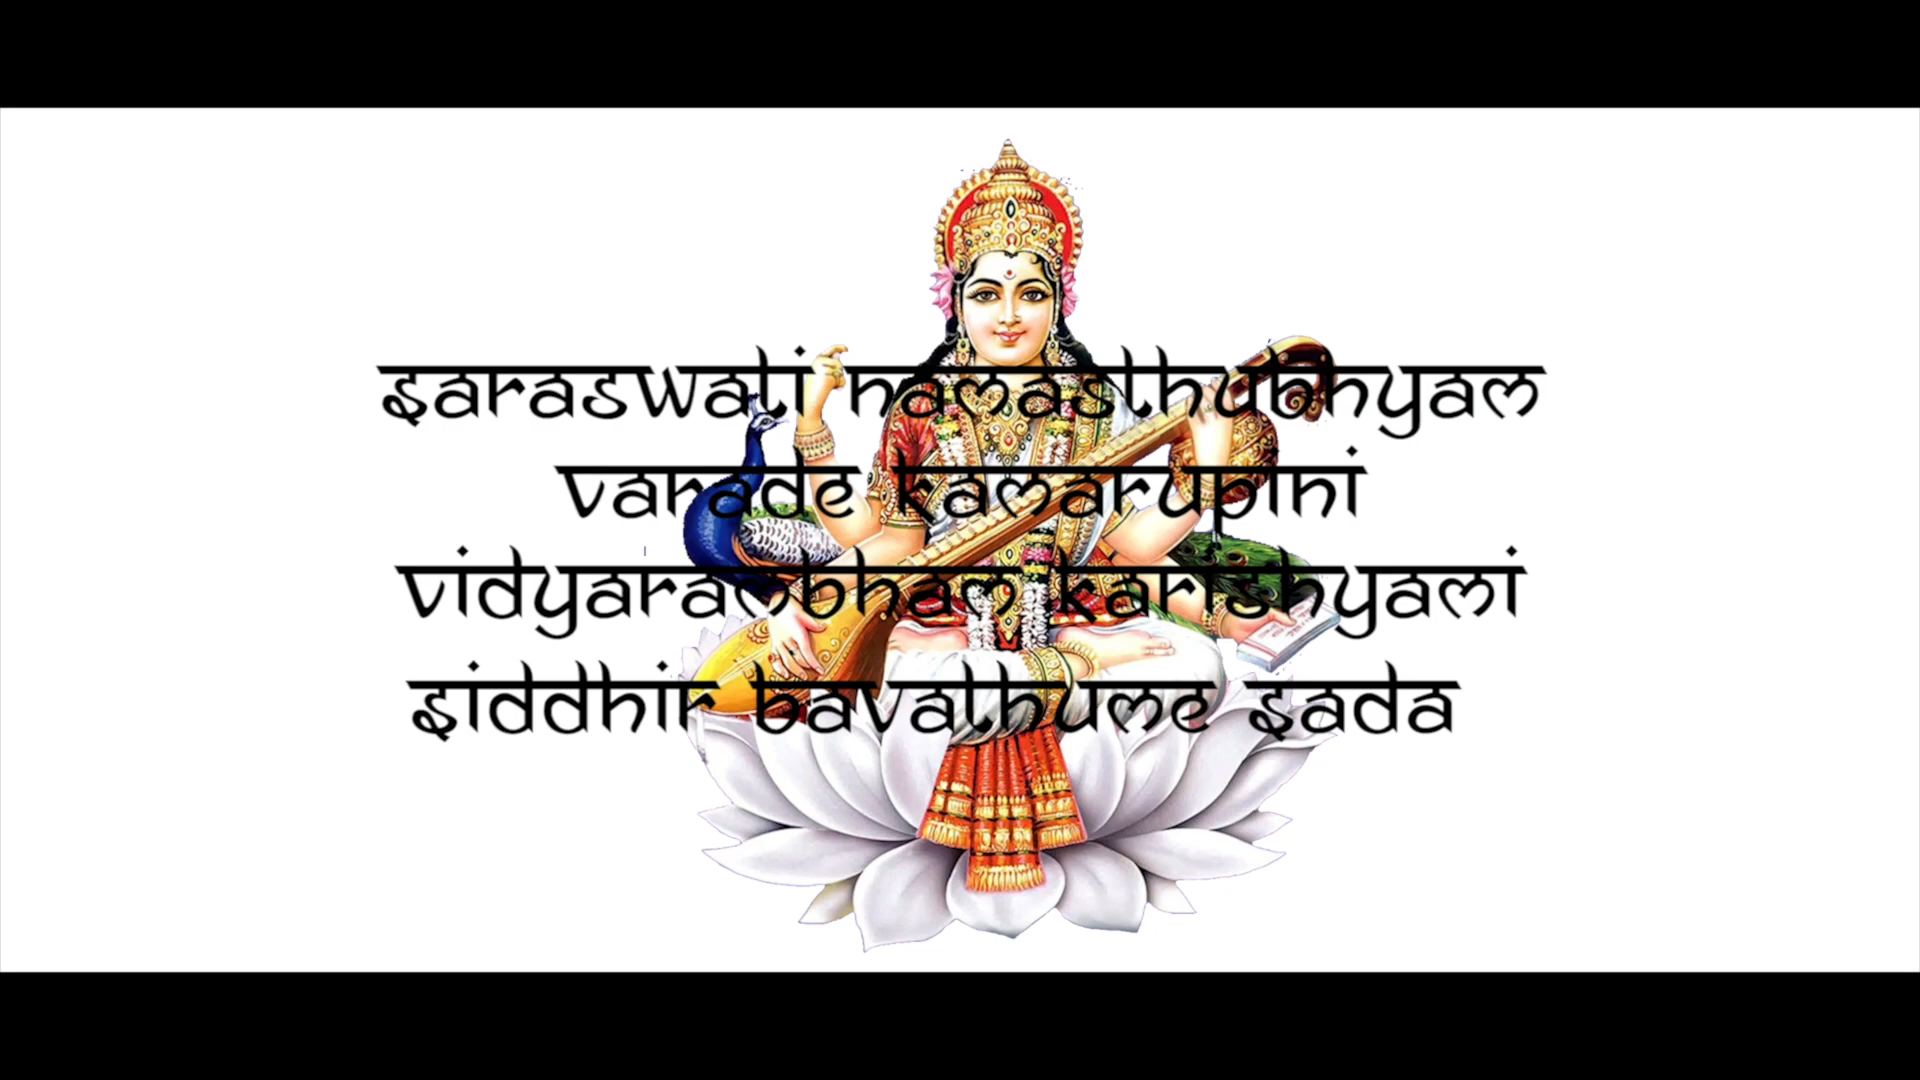 saraswati namasthubhyam
varade kamarupini
vidyarambham karishyami
siddhir bavathume sada